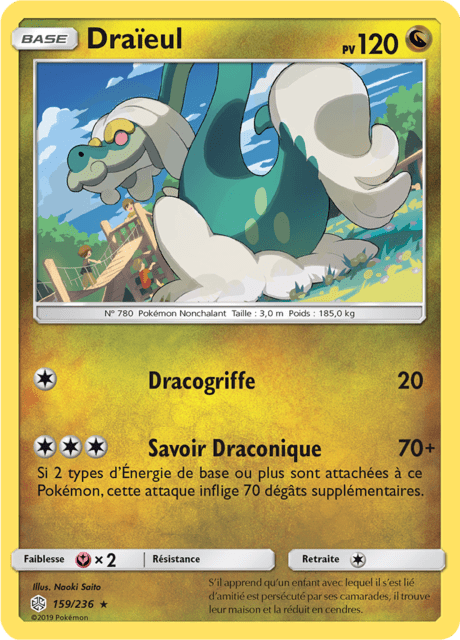 BASE Draïeul PV 120
N° 780 Pokémon Nonchalant Taille : 3,0 m Poids : 185,0 kg
Dracogriffe 20
Savoir Draconique 70+
Si 2 types d'Énergie de base ou plus sont attachées à ce
Pokémon, cette attaque inflige 70 dégâts supplémentaires.
Faiblesse × 2 Résistance Retraite
Illus. Naoki Saito
159/236 ★
©2019 Pokémon
S'il apprend qu'un enfant avec lequel il s'est lié
d'amitié est persécuté par ses camarades, il trouve
leur maison et la réduit en cendres.